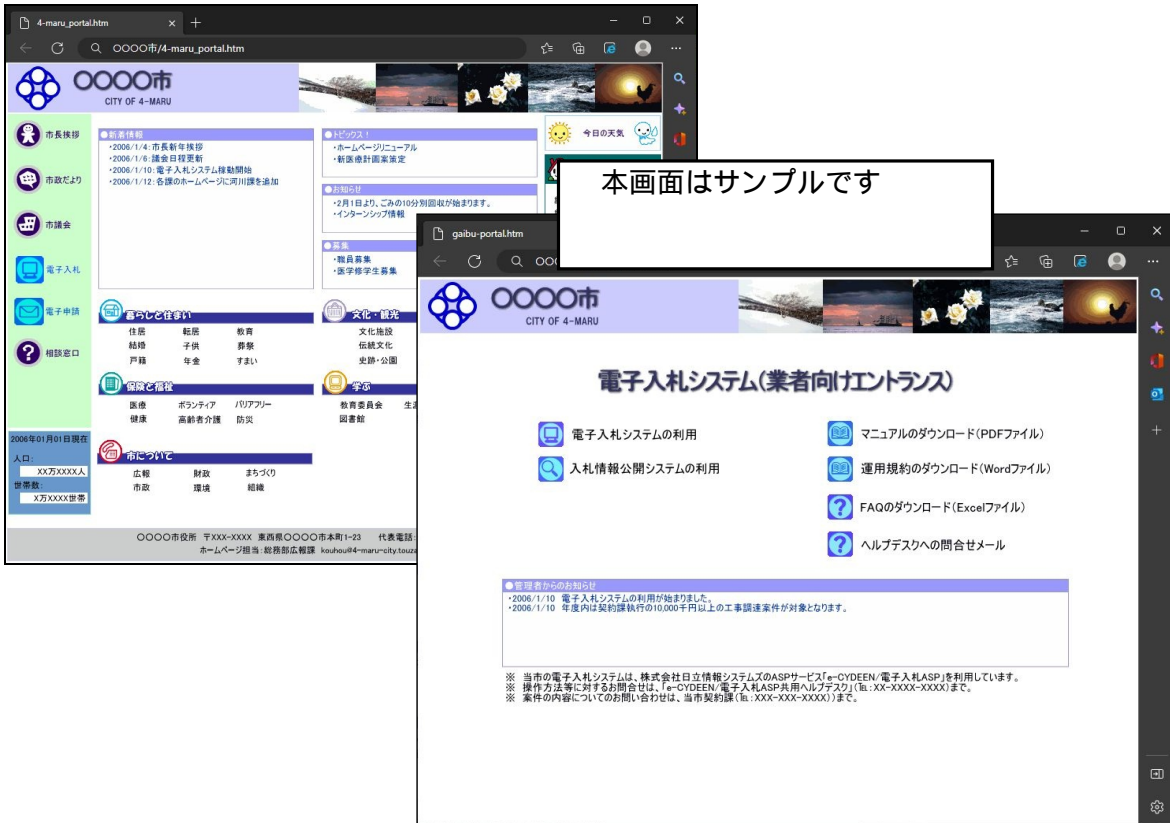 4-maru_portal.htm
〇〇〇〇市/4-maru_portal.htm
〇〇〇〇市
CITY OF 4-MARU
市長挨拶
市政だより
市議会
電子入札
電子申請
相談窓口
2006年01月01日現在
人口:
XX万XXXX人
世帯数:
X万XXXX世帯
●新着情報
・2006/1/4:市長新年挨拶
・2006/1/6:議会日程更新
・2006/1/10:電子入札システム稼動開始
・2006/1/12:各課のホームページに河川課を追加
●トピックス!
・ホームページリニューアル
・新医療計画案策定
●お知らせ
・2月1日より、ごみの10分別回収が始まります。
・インターンシップ情報
●募集
・職員募集
・医学修学生募集
今日の天気
暮らしと住まい
住居 転居 教育
結婚 子供 葬祭
戸籍 年金 すまい
文化・観光
文化施設
伝統文化
史跡・公園
保険と福祉
医療 ボランティア バリアフリー
健康 高齢者介護 防災
学ぶ
教育委員会
図書館
市について
広報 財政 まちづくり
市政 環境 組織
〇〇〇〇市役所 〒XXX-XXXX 東西県〇〇〇〇市本町1-23 代表電話:
ホームページ担当:総務部広報課 kouhou@4-maru-city.touza
本画面はサンプルです
gaibu-portal.htm
〇〇〇〇市
CITY OF 4-MARU
電子入札システム(業者向けエントランス)
電子入札システムの利用
入札情報公開システムの利用
マニュアルのダウンロード(PDFファイル)
運用規約のダウンロード(Wordファイル)
FAQのダウンロード(Excelファイル)
ヘルプデスクへの問合せメール
●管理者からのお知らせ
・2006/1/10 電子入札システムの利用が始まりました。
・2006/1/10 年度内は契約課執行の10,000千円以上の工事調達案件が対象となります。
※ 当市の電子入札システムは、株式会社日立情報システムズのASPサービス「e-CYDEEN/電子入札ASP」を利用しています。
※ 操作方法等に対するお問合せは、「e-CYDEEN/電子入札ASP共用ヘルプデスク」(℡:XX-XXXX-XXXX)まで。
※ 案件の内容についてのお問い合わせは、当市契約課(℡:XXX-XXX-XXXX))まで。